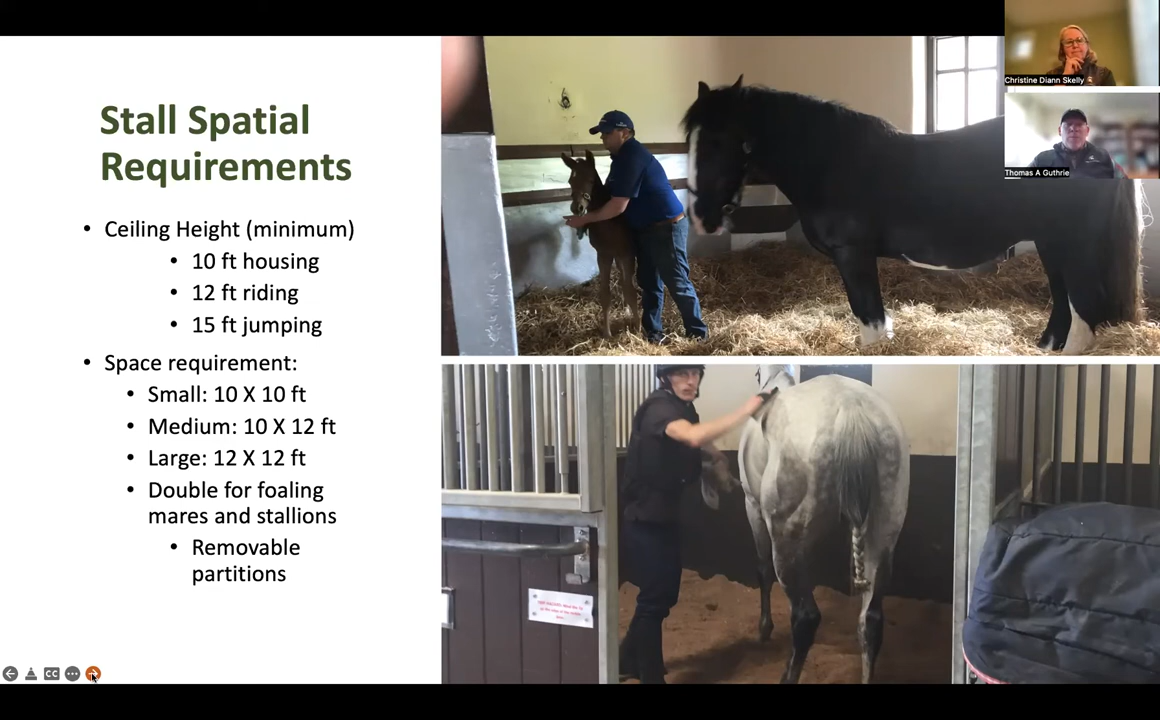 Stall Spatial
Requirements
• Ceiling Height (minimum)
• 10 ft housing
• 12 ft riding
• 15 ft jumping
• Space requirement:
• Small: 10 X 10 ft
• Medium: 10 X 12 ft
• Large: 12 X 12 ft
• Double for foaling
mares and stallions
• Removable
partitions
Christine Diann Skelly
Thomas A Guthrie
CC